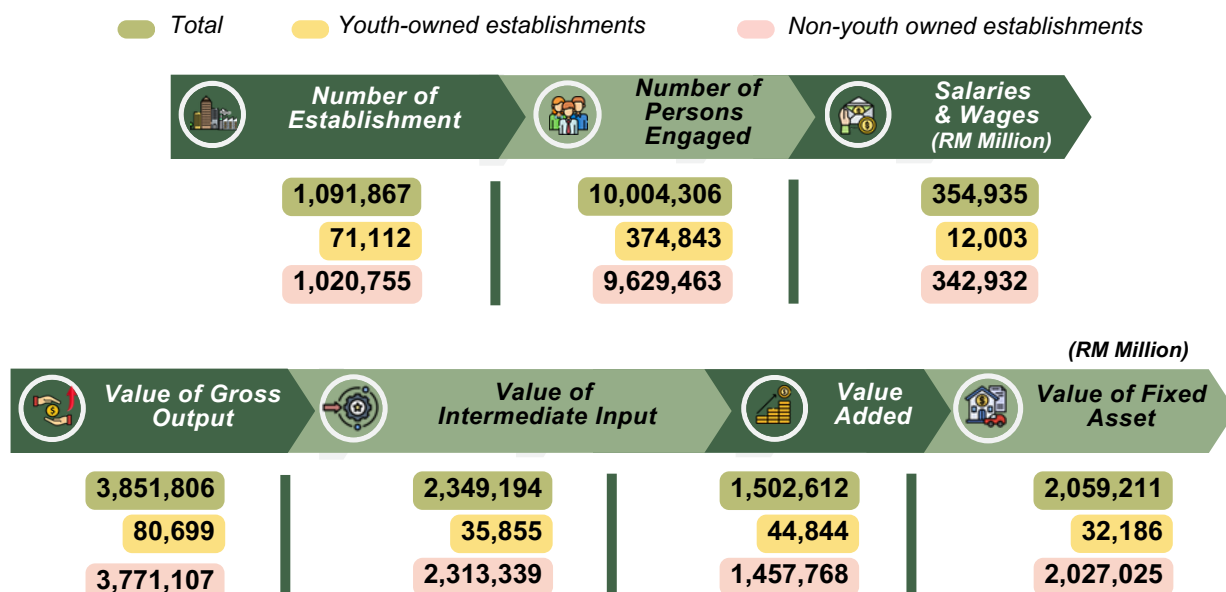 Total
Youth-owned establishments
Non-youth owned establishments
Number of
Establishment
Number of
Persons
Engaged
Salaries
& Wages
(RM Million)
1,091,867
10,004,306
354,935
71,112
374,843
12,003
1,020,755
9,629,463
342,932
(RM Million)
Value of Gross
Output
Value of
Intermediate Input
Value
Added
Value of Fixed
Asset
3,851,806
2,349,194
1,502,612
2,059,211
80,699
35,855
44,844
32,186
3,771,107
2,313,339
1,457,768
2,027,025